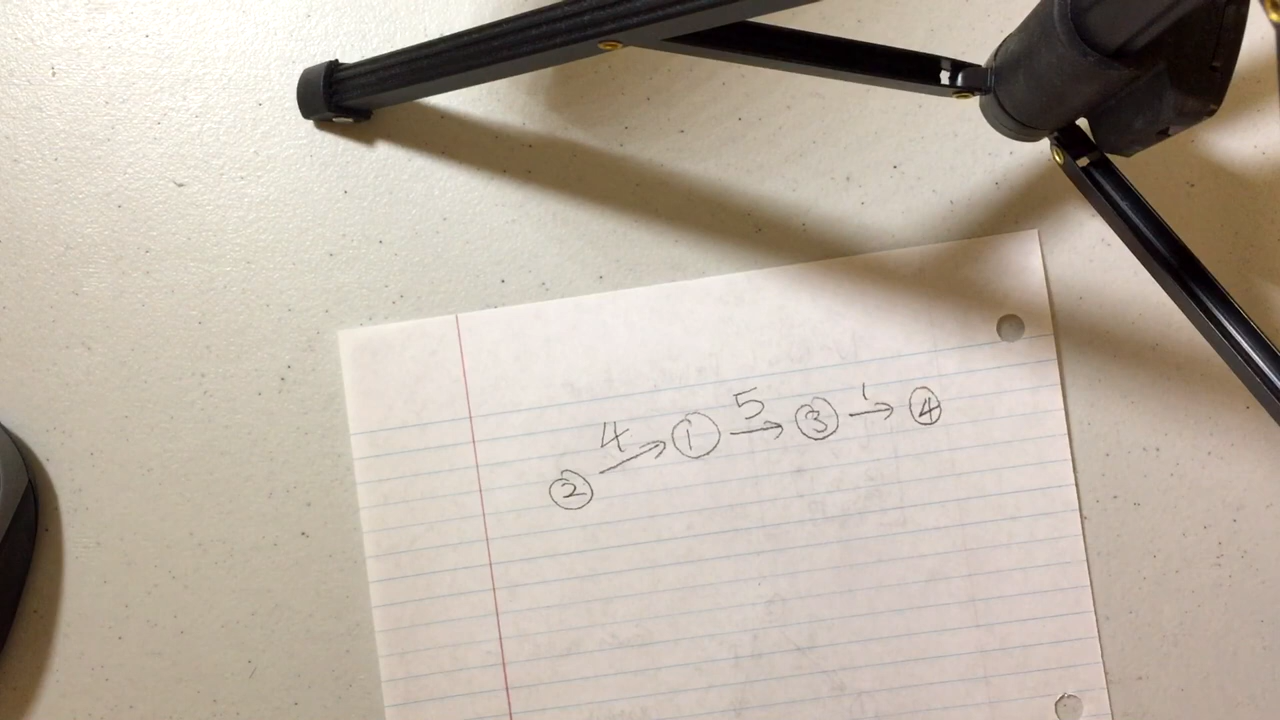 4 5 1
② → ① → ③ → ④